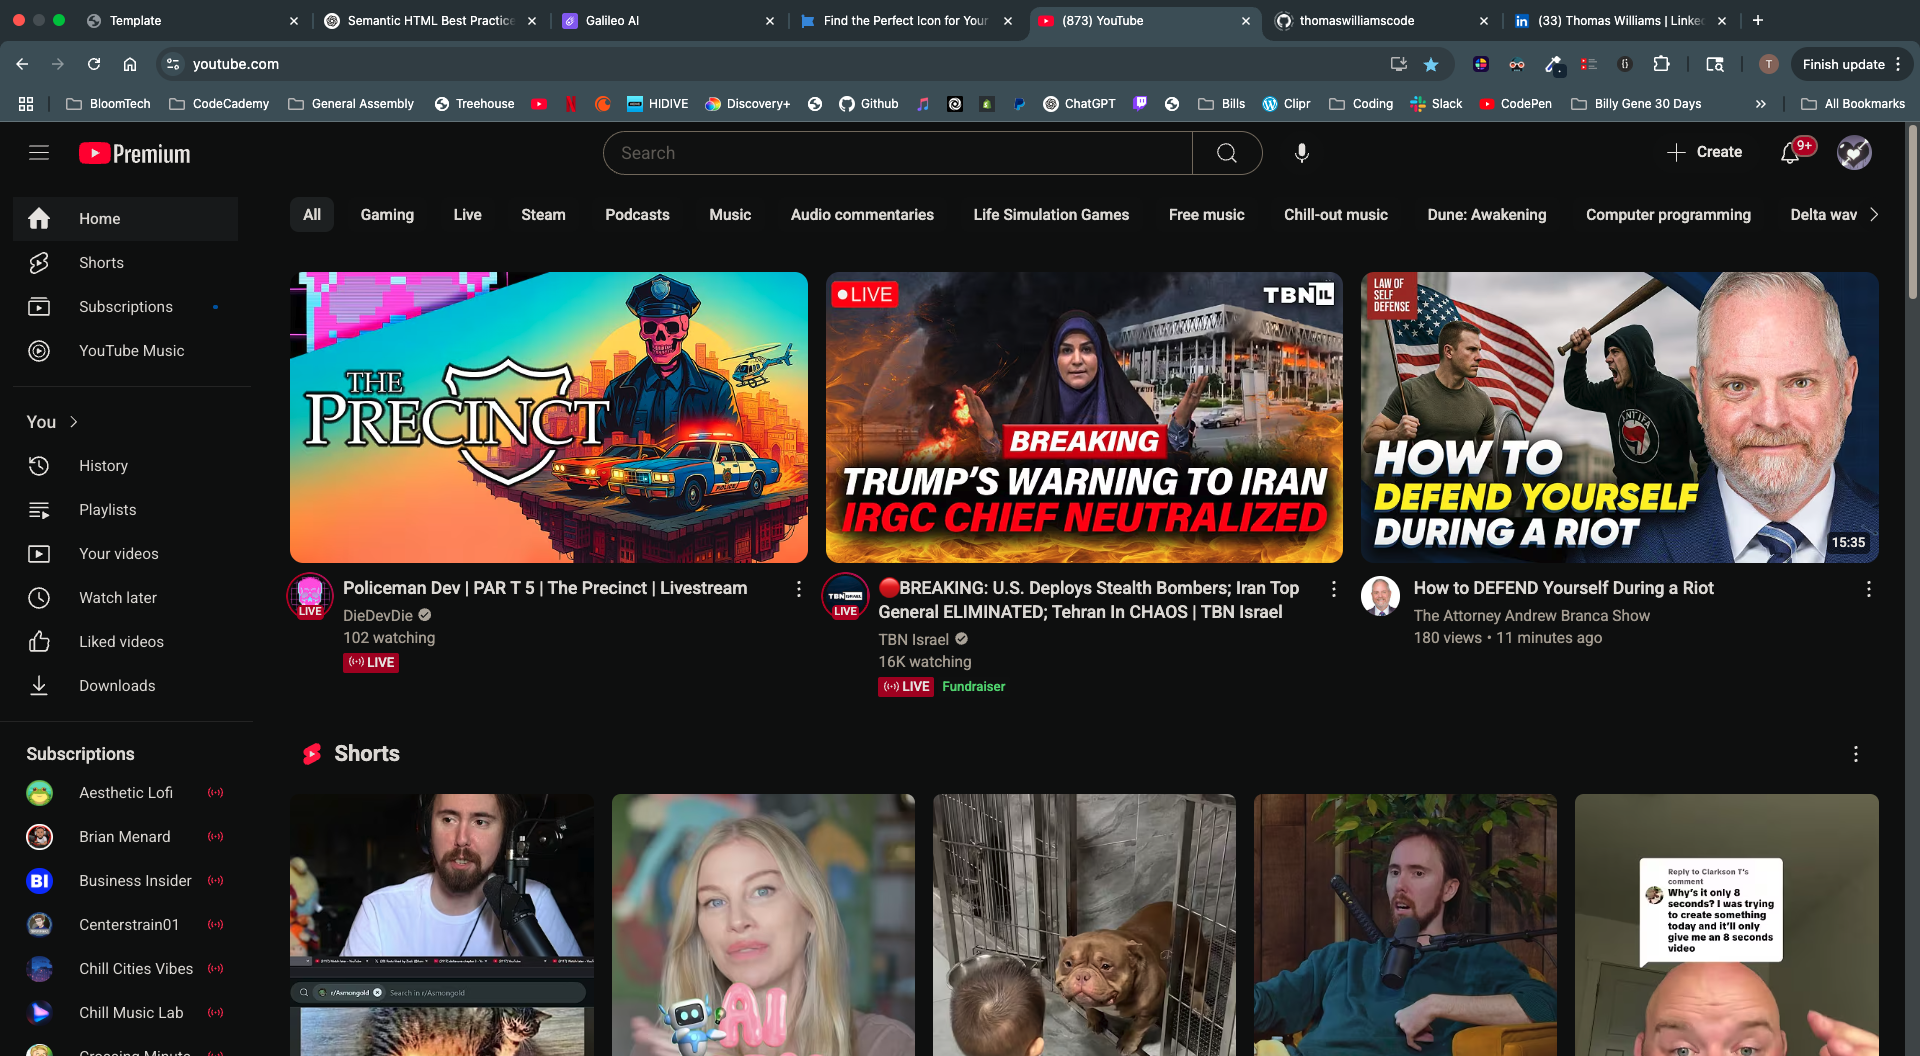 Template
Semantic HTML Best Practice
Galileo AI
Find the Perfect Icon for Your
(873) YouTube
thomaswilliamscode
(33) Thomas Williams | Linke
youtube.com
T
Finish update
BloomTech
CodeCademy
General Assembly
Treehouse
HIDIVE
Discovery+
Github
ChatGPT
Bills
Clipr
Coding
Slack
CodePen
Billy Gene 30 Days
All Bookmarks
Premium
Search
Create
9+
Home
Shorts
Subscriptions
YouTube Music
You
History
Playlists
Your videos
Watch later
Liked videos
Downloads
Subscriptions
Aesthetic Lofi
Brian Menard
BI
Business Insider
Centerstrain01
Chill Cities Vibes
Chill Music Lab
All
Gaming
Live
Steam
Podcasts
Music
Audio commentaries
Life Simulation Games
Free music
Chill-out music
Dune: Awakening
Computer programming
Delta wav
THE
PRECINCT
POLICE
LIVE
Policeman Dev | PAR T 5 | The Precinct | Livestream
DieDevDie
102 watching
LIVE
LIVE
TBN IL
BREAKING
TRUMP'S WARNING TO IRAN
IRGC CHIEF NEUTRALIZED
TBN ISRAEL
LIVE
🔴BREAKING: U.S. Deploys Stealth Bombers; Iran Top
General ELIMINATED; Tehran In CHAOS | TBN Israel
TBN Israel
16K watching
LIVE
Fundraiser
LAW OF
SELF
DEFENSE
HOW TO
DEFEND YOURSELF
DURING A RIOT
15:35
How to DEFEND Yourself During a Riot
The Attorney Andrew Branca Show
180 views • 11 minutes ago
Shorts
r/Asmongold
Search in r/Asmongold
AI
Reply to Clarkson T's
comment
Why's it only 8
seconds? I was trying
to create something
today and it'll only
give me an 8 seconds
video